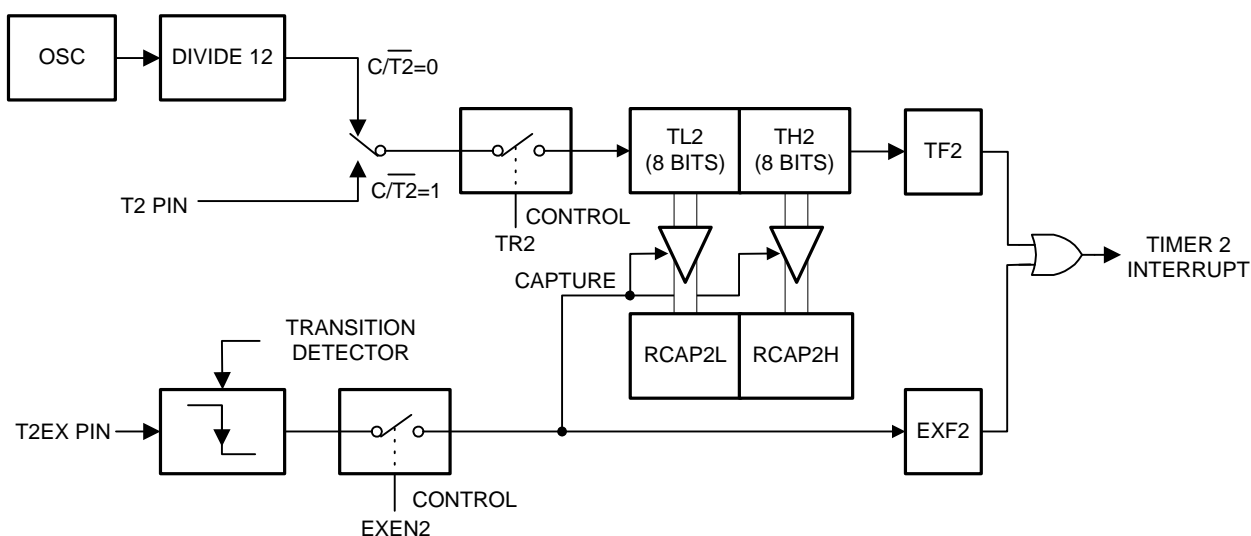 OSC
DIVIDE 12
C/T2=0
TL2
(8 BITS)
TH2
(8 BITS)
TF2
C/T2=1
T2 PIN
CONTROL
TR2
TIMER 2
INTERRUPT
CAPTURE
TRANSITION
DETECTOR
RCAP2L
RCAP2H
T2EX PIN
EXF2
CONTROL
EXEN2